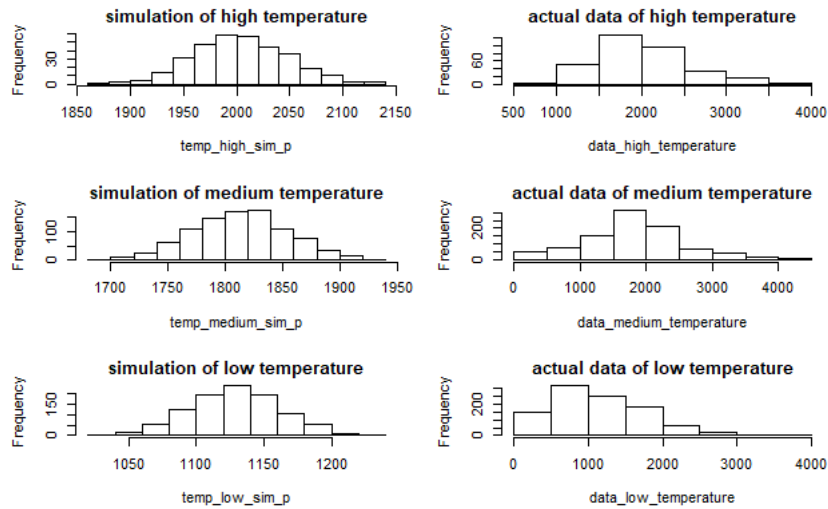 simulation of high temperature
Frequency
0 30
1850 1900 1950 2000 2050 2100 2150
temp_high_sim_p
actual data of high temperature
Frequency
0 60
500 1000 2000 3000 4000
data_high_temperature
simulation of medium temperature
Frequency
0 100
1700 1750 1800 1850 1900 1950
temp_medium_sim_p
actual data of medium temperature
Frequency
0 200
0 1000 2000 3000 4000
data_medium_temperature
simulation of low temperature
Frequency
0 150
1050 1100 1150 1200
temp_low_sim_p
actual data of low temperature
Frequency
0 200
0 1000 2000 3000 4000
data_low_temperature